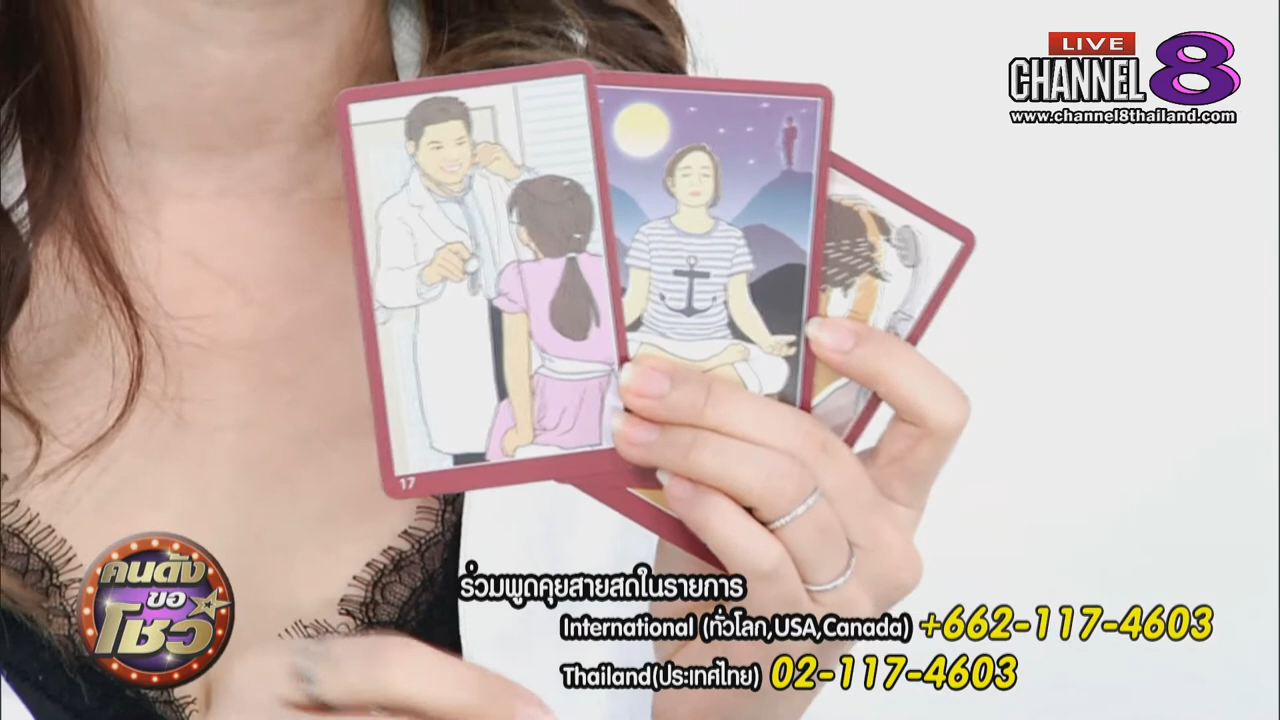 LIVE
CHANNEL 8
www.channel8thailand.com
17
คนดัง
ขอ
โชว์
ร่วมพูดคุยสายสดในรายการ
International (ทั่วโลก,USA,Canada) +662-117-4603
Thailand(ประเทศไทย) 02-117-4603